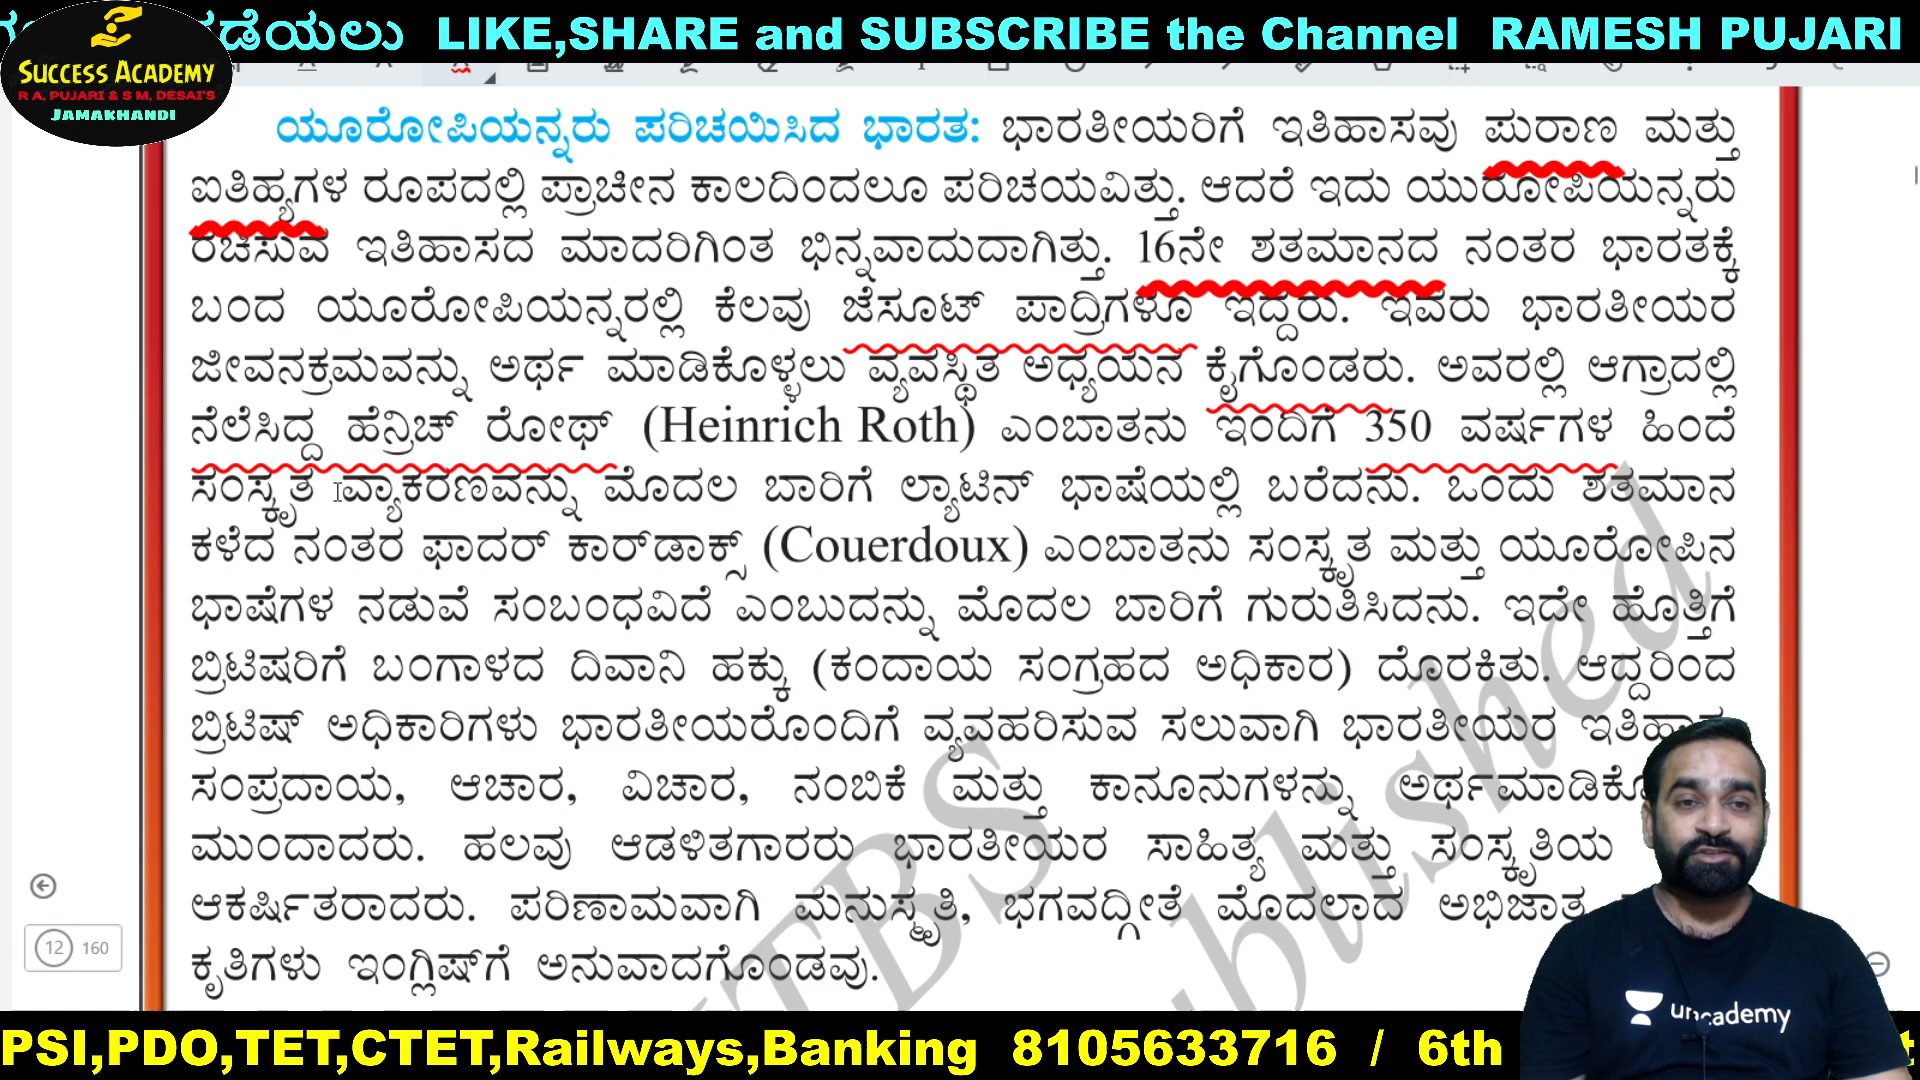 ಡೆಯಲು LIKE,SHARE and SUBSCRIBE the Channel RAMESH PUJARI
SUCCESS ACADEMY
R A. PUJARI & S M. DESAI'S
JAMAKHANDI
ಯೂರೋಪಿಯನ್ನರು ಪರಿಚಯಿಸಿದ ಭಾರತ: ಭಾರತೀಯರಿಗೆ ಇತಿಹಾಸವು ಪುರಾಣ ಮತ್ತು
ಐತಿಹ್ಯಗಳ ರೂಪದಲ್ಲಿ ಪ್ರಾಚೀನ ಕಾಲದಿಂದಲೂ ಪರಿಚಯವಿತ್ತು. ಆದರೆ ಇದು ಯುರೋಪಿಯನ್ನರು
ರಚಿಸುವ ಇತಿಹಾಸದ ಮಾದರಿಗಿಂತ ಭಿನ್ನವಾದುದಾಗಿತ್ತು. 16ನೇ ಶತಮಾನದ ನಂತರ ಭಾರತಕ್ಕೆ
ಬಂದ ಯೂರೋಪಿಯನ್ನರಲ್ಲಿ ಕೆಲವು ಜೆಸೂಟ್ ಪಾದ್ರಿಗಳೂ ಇದ್ದರು. ಇವರು ಭಾರತೀಯರ
ಜೀವನಕ್ರಮವನ್ನು ಅರ್ಥ ಮಾಡಿಕೊಳ್ಳಲು ವ್ಯವಸ್ಥಿತ ಅಧ್ಯಯನ ಕೈಗೊಂಡರು. ಅವರಲ್ಲಿ ಆಗ್ರಾದಲ್ಲಿ
ನೆಲೆಸಿದ್ದ ಹೆನ್ರಿಚ್ ರೋಥ್ (Heinrich Roth) ಎಂಬಾತನು ಇಂದಿಗೆ 350 ವರ್ಷಗಳ ಹಿಂದೆ
ಸಂಸ್ಕೃತ ವ್ಯಾಕರಣವನ್ನು ಮೊದಲ ಬಾರಿಗೆ ಲ್ಯಾಟಿನ್ ಭಾಷೆಯಲ್ಲಿ ಬರೆದನು. ಒಂದು ಶತಮಾನ
ಕಳೆದ ನಂತರ ಫಾದರ್ ಕಾರ್‌ಡಾಕ್ಸ್ (Couerdoux) ಎಂಬಾತನು ಸಂಸ್ಕೃತ ಮತ್ತು ಯೂರೋಪಿನ
ಭಾಷೆಗಳ ನಡುವೆ ಸಂಬಂಧವಿದೆ ಎಂಬುದನ್ನು ಮೊದಲ ಬಾರಿಗೆ ಗುರುತಿಸಿದನು. ಇದೇ ಹೊತ್ತಿಗೆ
ಬ್ರಿಟಿಷರಿಗೆ ಬಂಗಾಳದ ದಿವಾನಿ ಹಕ್ಕು (ಕಂದಾಯ ಸಂಗ್ರಹದ ಅಧಿಕಾರ) ದೊರಕಿತು. ಆದ್ದರಿಂದ
ಬ್ರಿಟಿಷ್ ಅಧಿಕಾರಿಗಳು ಭಾರತೀಯರೊಂದಿಗೆ ವ್ಯವಹರಿಸುವ ಸಲುವಾಗಿ ಭಾರತೀಯರ
ಸಂಪ್ರದಾಯ, ಆಚಾರ, ವಿಚಾರ, ನಂಬಿಕೆ ಮತ್ತು ಕಾನೂನುಗಳನ್ನು
ಮುಂದಾದರು. ಹಲವು ಆಡಳಿತಗಾರರು ಭಾರತೀಯರ ಸಾಹಿತ್ಯ ಮತ್ತು ಸಂಸ್ಕೃತಿಯ
ಆಕರ್ಷಿತರಾದರು. ಪರಿಣಾಮವಾಗಿ ಮನುಸ್ಮೃತಿ, ಭಗವದ್ಗೀತೆ ಮೊದಲಾದ ಅಭಿಜಾತ
ಕೃತಿಗಳು ಇಂಗ್ಲಿಷ್‌ಗೆ ಅನುವಾದಗೊಂಡವು.
12 160
unacademy
PSI,PDO,TET,CTET,Railways,Banking 8105633716 / 6th